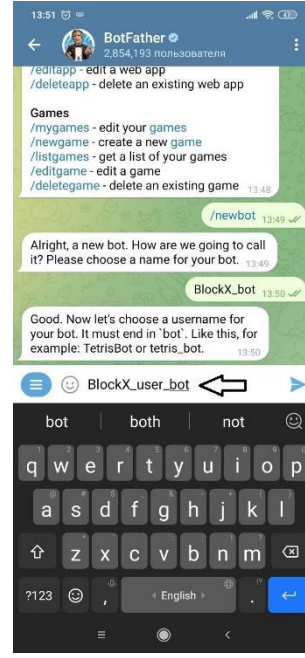 13:51
BotFather
2,854,193 пользователя
/editapp - edit a web app
/deleteapp - delete an existing web app
Games
/mygames - edit your games
/newgame - create a new game
/listgames - get a list of your games
/editgame - edit a game
/deletegame - delete an existing game 13:48
/newbot 13:49
Alright, a new bot. How are we going to call
it? Please choose a name for your bot. 13:49
BlockX_bot 13:50
Good. Now let's choose a username for
your bot. It must end in `bot`. Like this, for
example: TetrisBot or tetris_bot. 13:50
BlockX_user_bot
bot both not
q w e r t y u i o p
a s d f g h j k l
z x c v b n m
?123 , English .